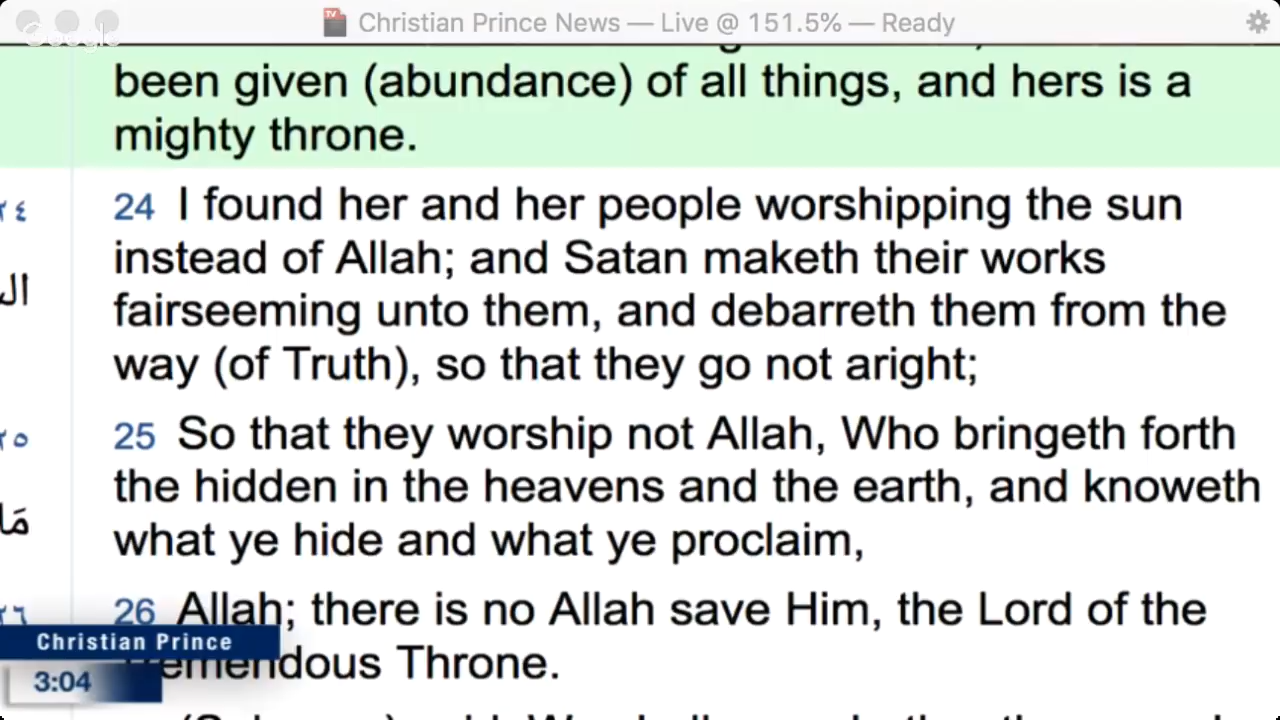 Christian Prince News — Live @ 151.5% — Ready
Google
been given (abundance) of all things, and hers is a
mighty throne.
٢٤
24 I found her and her people worshipping the sun
instead of Allah; and Satan maketh their works
fairseeming unto them, and debarreth them from the
way (of Truth), so that they go not aright;
٢٥
25 So that they worship not Allah, Who bringeth forth
the hidden in the heavens and the earth, and knoweth
what ye hide and what ye proclaim,
٢٦
26 Allah; there is no Allah save Him, the Lord of the
tremendous Throne.
Christian Prince
3:04